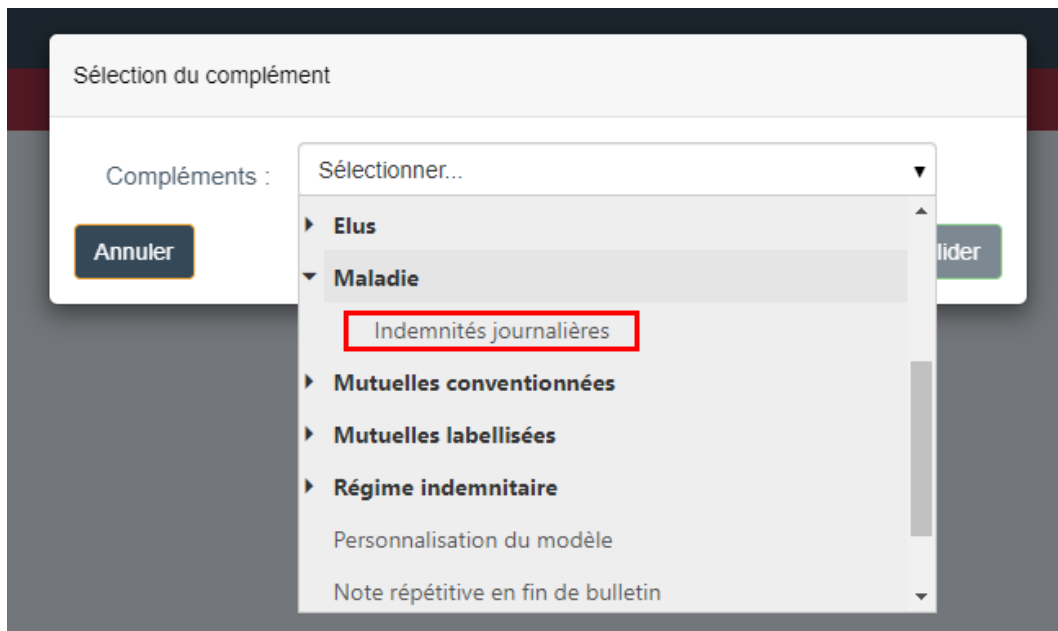 Sélection du complément
Compléments :
Sélectionner...
Elus
Annuler
lider
Maladie
Indemnités journalières
Mutuelles conventionnées
Mutuelles labellisées
Régime indemnitaire
Personnalisation du modèle
Note répétitive en fin de bulletin